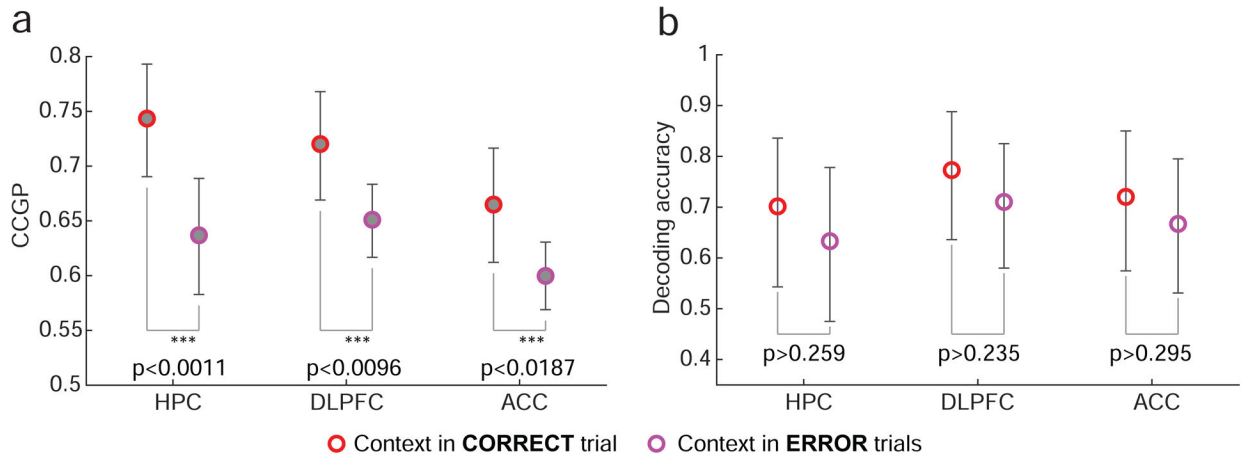 a
CCGP
0.8
0.75
0.7
0.65
0.6
0.55
0.5
***
***
***
p<0.0011
p<0.0096
p<0.0187
HPC
DLPFC
ACC
b
Decoding accuracy
1
0.9
0.8
0.7
0.6
0.5
0.4
p>0.259
p>0.235
p>0.295
HPC
DLPFC
ACC
Context in CORRECT trial
Context in ERROR trials